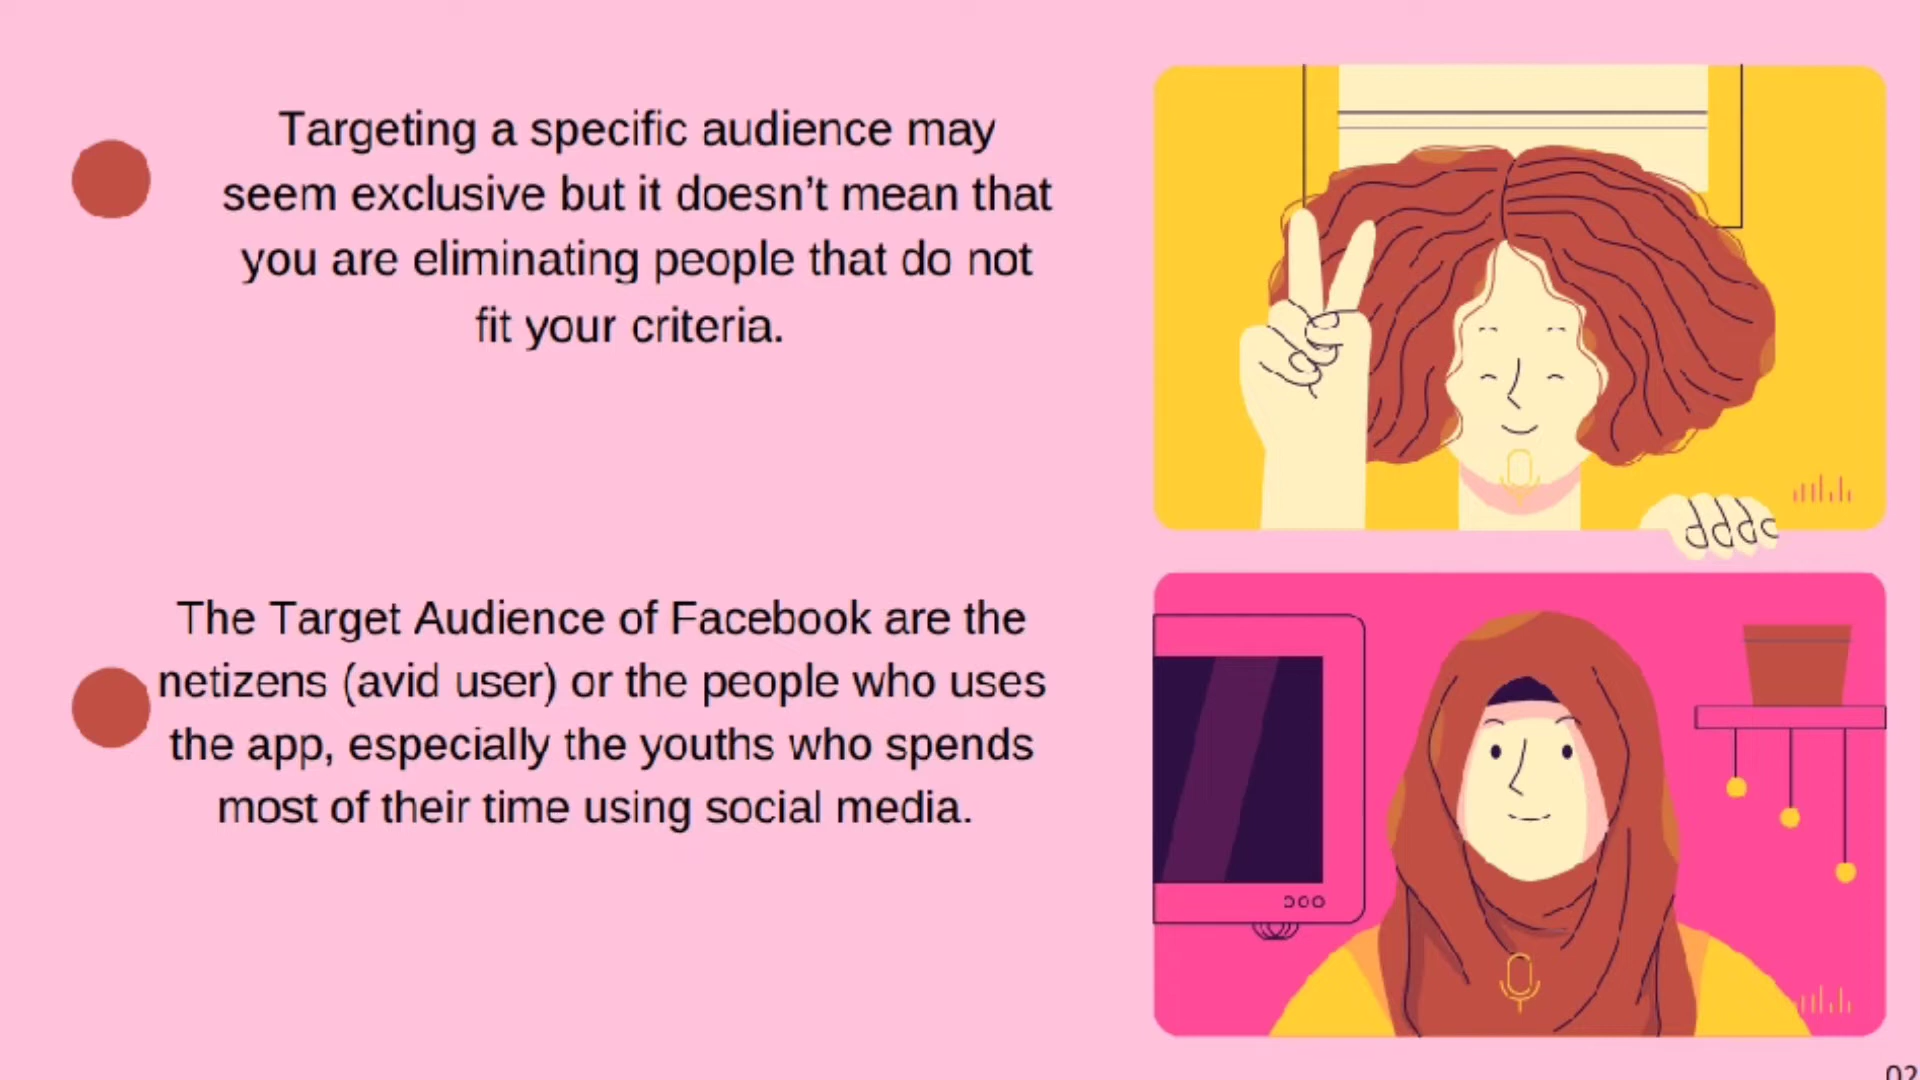 Targeting a specific audience may
seem exclusive but it doesn’t mean that
you are eliminating people that do not
fit your criteria.
The Target Audience of Facebook are the
netizens (avid user) or the people who uses
the app, especially the youths who spends
most of their time using social media.
02